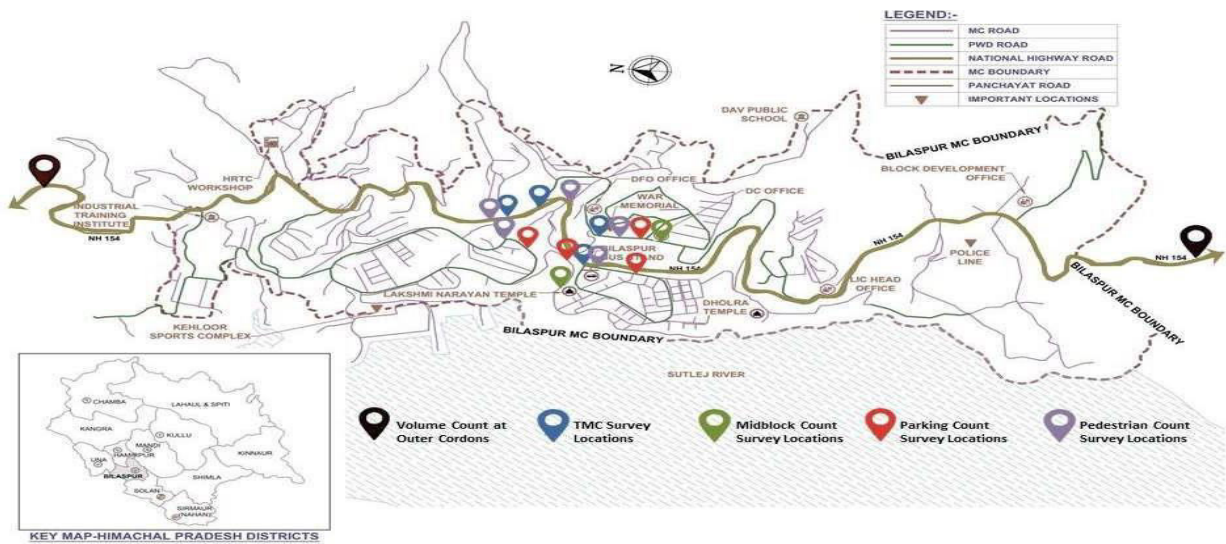 LEGEND:-
MC ROAD
PWD ROAD
NATIONAL HIGHWAY ROAD
MC BOUNDARY
PANCHAYAT ROAD
IMPORTANT LOCATIONS
N
DAV PUBLIC
SCHOOL
BILASPUR MC BOUNDARY
BLOCK DEVELOPMENT
OFFICE
HRTC
WORKSHOP
DFO OFFICE
DC OFFICE
WAR
MEMORIAL
INDUSTRIAL
TRAINING
INSTITUTE
NH 154
BILASPUR
BUS STAND
NH 154
NH 154
POLICE
LINE
NH 154
LIC HEAD
OFFICE
LAKSHMI NARAYAN TEMPLE
DHOLRA
TEMPLE
BILASPUR MC BOUNDARY
KEHLOOR
SPORTS COMPLEX
BILASPUR MC BOUNDARY
SUTLEJ RIVER
CHAMBA
LAHAUL & SPITI
KANGRA
KULLU
MANDI
HAMIRPUR
UNA
KINNAUR
BILASPUR
SHIMLA
SOLAN
SIRMAUR
(NAHAN)
KEY MAP-HIMACHAL PRADESH DISTRICTS
Volume Count at
Outer Cordons
TMC Survey
Locations
Midblock Count
Survey Locations
Parking Count
Survey Locations
Pedestrian Count
Survey Locations